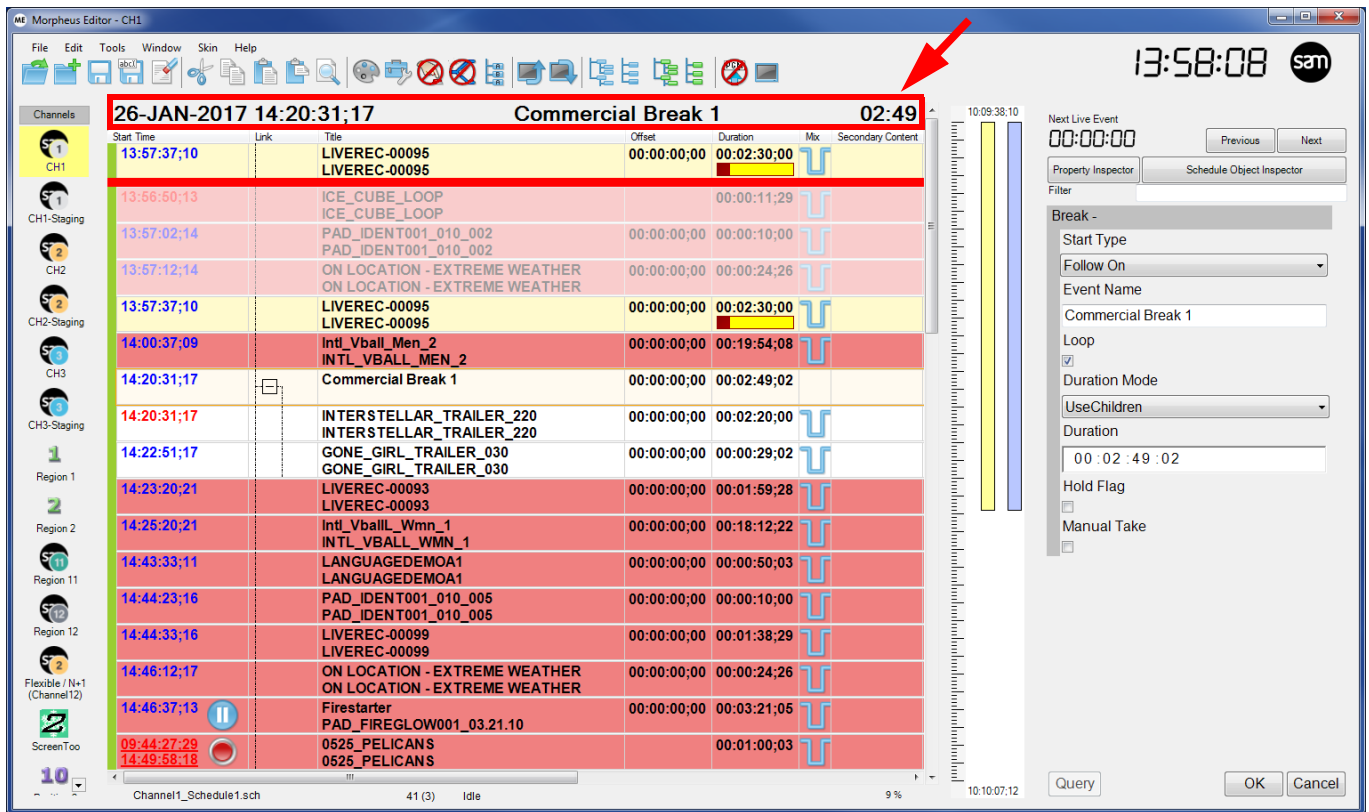 ME Morpheus Editor - CH1
File Edit Tools Window Skin Help
13:58:08 sam
Channels
CH1
CH1-Staging
CH2
CH2-Staging
CH3
CH3-Staging
Region 1
Region 2
Region 11
Region 12
Flexible / N+1
(Channel12)
ScreenToo
10
26-JAN-2017 14:20:31;17 Commercial Break 1 02:49
Start Time Link Title Offset Duration Mix Secondary Content
13:57:37;10 LIVEREC-00095 00:00:00;00 00:02:30;00
LIVEREC-00095
13:56:50;13 ICE_CUBE_LOOP 00:00:11;29
ICE_CUBE_LOOP
13:57:02;14 PAD_IDENT001_010_002 00:00:00;00 00:00:10;00
PAD_IDENT001_010_002
13:57:12;14 ON LOCATION - EXTREME WEATHER 00:00:00;00 00:00:24;26
ON LOCATION - EXTREME WEATHER
13:57:37;10 LIVEREC-00095 00:00:00;00 00:02:30;00
LIVEREC-00095
14:00:37;09 Intl_Vball_Men_2 00:00:00;00 00:19:54;08
INTL_VBALL_MEN_2
14:20:31;17 Commercial Break 1 00:00:00;00 00:02:49;02
14:20:31;17 INTERSTELLAR_TRAILER_220 00:00:00;00 00:02:20;00
INTERSTELLAR_TRAILER_220
14:22:51;17 GONE_GIRL_TRAILER_030 00:00:00;00 00:00:29;02
GONE_GIRL_TRAILER_030
14:23:20;21 LIVEREC-00093 00:00:00;00 00:01:59;28
LIVEREC-00093
14:25:20;21 Intl_VballL_Wmn_1 00:00:00;00 00:18:12;22
INTL_VBALL_WMN_1
14:43:33;11 LANGUAGEDEMOA1 00:00:00;00 00:00:50;03
LANGUAGEDEMOA1
14:44:23;16 PAD_IDENT001_010_005 00:00:00;00 00:00:10;00
PAD_IDENT001_010_005
14:44:33;16 LIVEREC-00099 00:00:00;00 00:01:38;29
LIVEREC-00099
14:46:12;17 ON LOCATION - EXTREME WEATHER 00:00:00;00 00:00:24;26
ON LOCATION - EXTREME WEATHER
14:46:37;13 Firestarter 00:00:00;00 00:03:21;05
PAD_FIREGLOW001_03.21.10
09:44:27:29 0525_PELICANS 00:01:00;03
14:49:58:18 0525_PELICANS
Channel1_Schedule1.sch 41 (3) Idle 9 %
10:09:38;10
10:10:07;12
Next Live Event
00:00:00 Previous Next
Property Inspector Schedule Object Inspector
Filter
Break -
Start Type
Follow On
Event Name
Commercial Break 1
Loop
Duration Mode
UseChildren
Duration
00:02:49:02
Hold Flag
Manual Take
Query OK Cancel